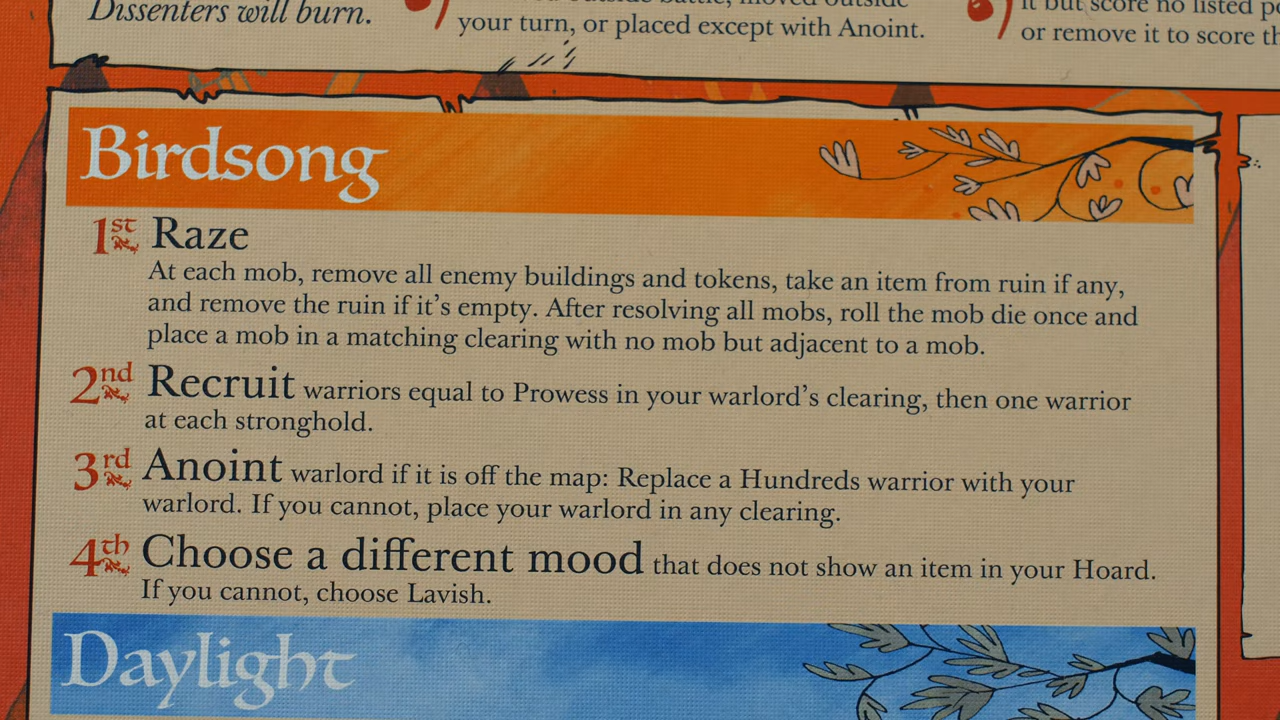 Dissenters will burn.
your turn, or placed except with Anoint.
it but score no listed
or remove it to score
Birdsong
1st Raze
At each mob, remove all enemy buildings and tokens, take an item from ruin if any,
and remove the ruin if it's empty. After resolving all mobs, roll the mob die once and
place a mob in a matching clearing with no mob but adjacent to a mob.
2nd Recruit warriors equal to Prowess in your warlord's clearing, then one warrior
at each stronghold.
3rd Anoint warlord if it is off the map: Replace a Hundreds warrior with your
warlord. If you cannot, place your warlord in any clearing.
4th Choose a different mood that does not show an item in your Hoard.
If you cannot, choose Lavish.
Daylight